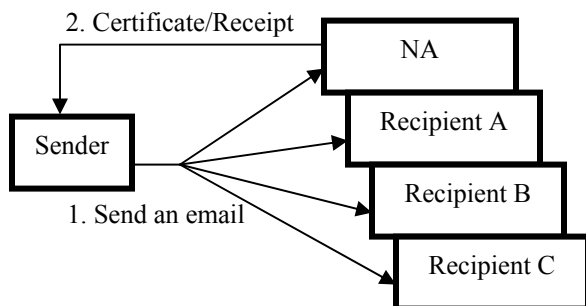 2. Certificate/Receipt
NA
Recipient A
Sender
Recipient B
1. Send an email
Recipient C